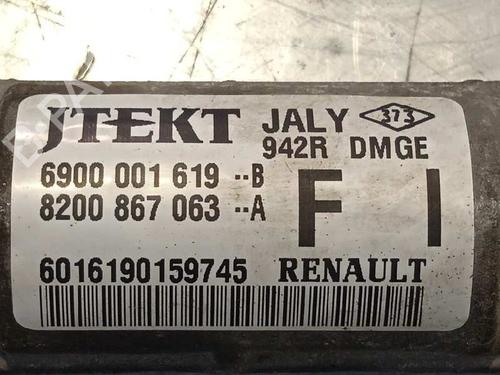 JTEKT JALY 373
942R DMGE
6900 001 619 --B
8200 867 063 --A
F I
6016190159745 RENAULT